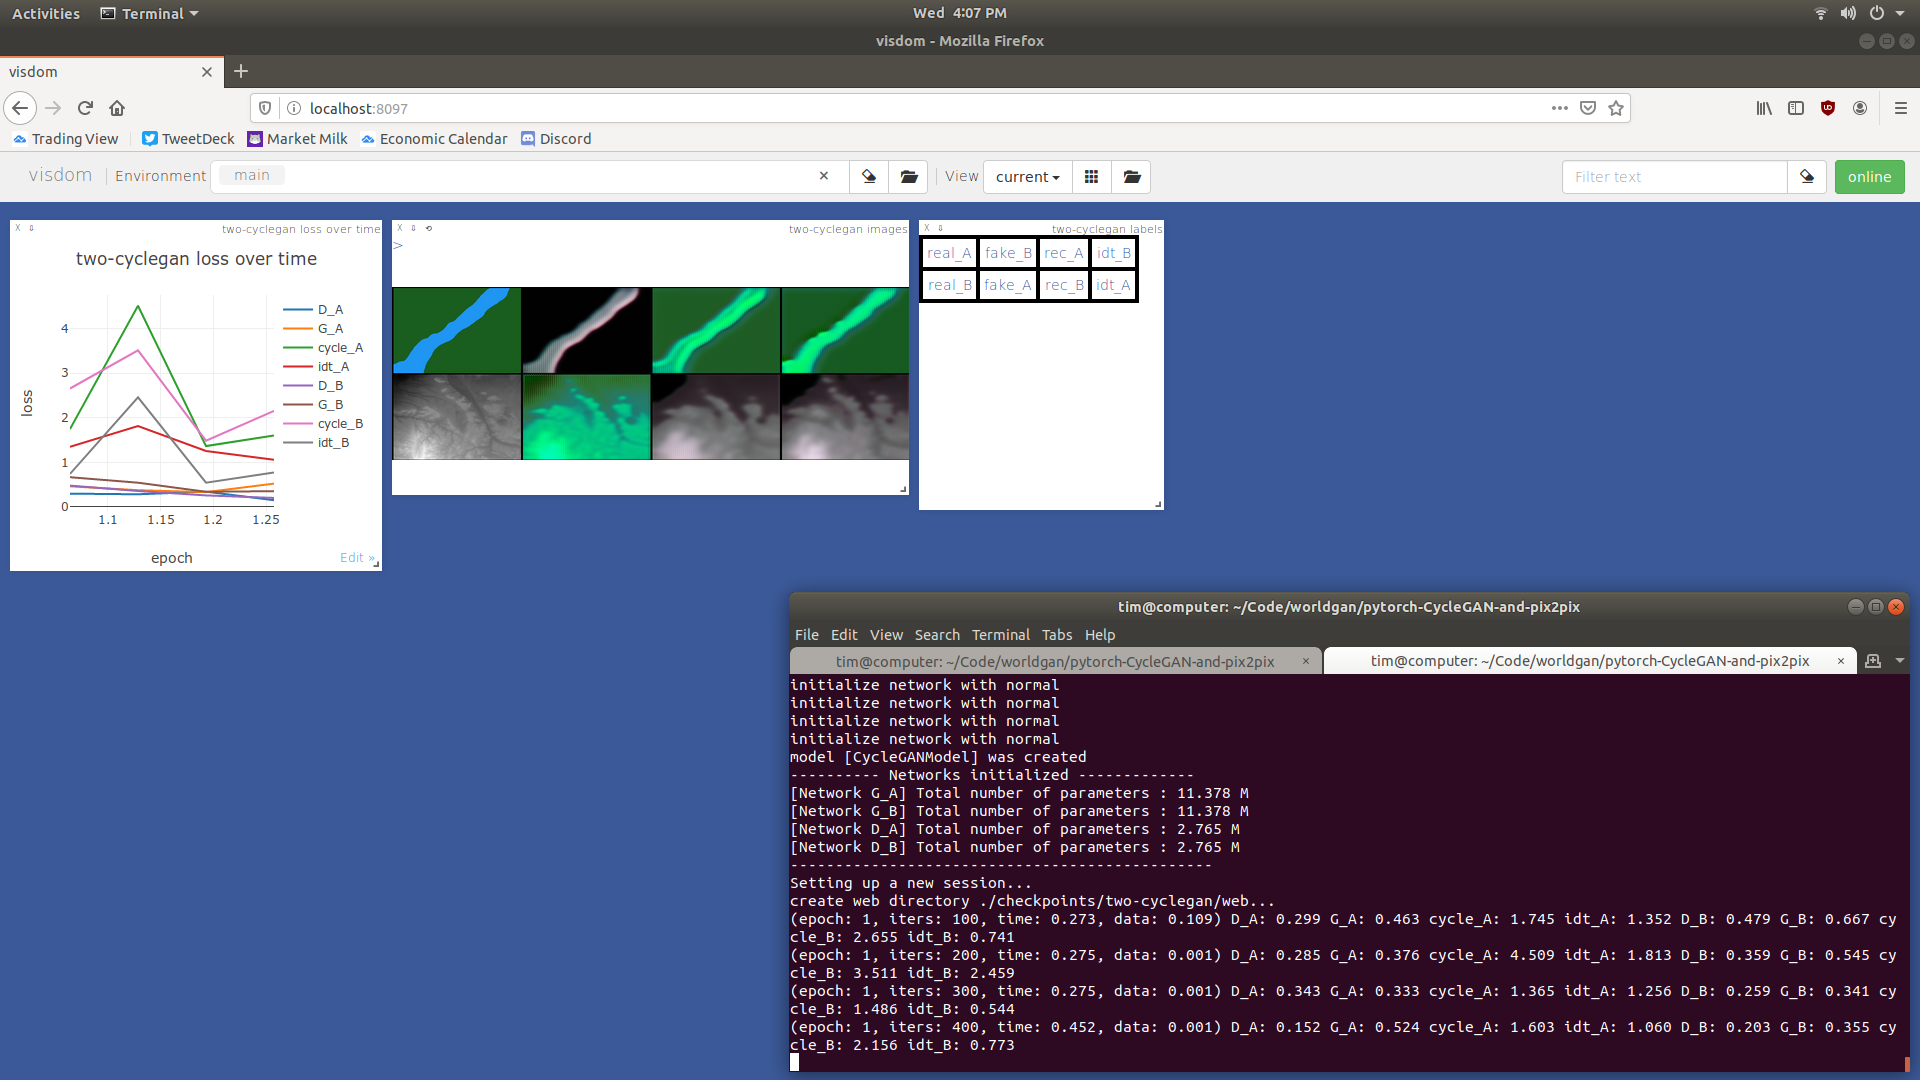 Activities Terminal Wed 4:07 PM
visdom - Mozilla Firefox
visdom
localhost:8097
Trading View TweetDeck Market Milk Economic Calendar Discord
visdom Environment main × View current Filter text online
X two-cyclegan loss over time
two-cyclegan loss over time
loss
4
3
2
1
0
1.1 1.15 1.2 1.25
epoch
D_A
G_A
cycle_A
idt_A
D_B
G_B
cycle_B
idt_B
Edit »
X two-cyclegan images
>
X two-cyclegan labels
real_A fake_B rec_A idt_B
real_B fake_A rec_B idt_A
tim@computer: ~/Code/worldgan/pytorch-CycleGAN-and-pix2pix
File Edit View Search Terminal Tabs Help
tim@computer: ~/Code/worldgan/pytorch-CycleGAN-and-pix2pix × tim@computer: ~/Code/worldgan/pytorch-CycleGAN-and-pix2pix ×
initialize network with normal
initialize network with normal
initialize network with normal
initialize network with normal
model [CycleGANModel] was created
---------- Networks initialized -------------
[Network G_A] Total number of parameters : 11.378 M
[Network G_B] Total number of parameters : 11.378 M
[Network D_A] Total number of parameters : 2.765 M
[Network D_B] Total number of parameters : 2.765 M
-----------------------------------------------
Setting up a new session...
create web directory ./checkpoints/two-cyclegan/web...
(epoch: 1, iters: 100, time: 0.273, data: 0.109) D_A: 0.299 G_A: 0.463 cycle_A: 1.745 idt_A: 1.352 D_B: 0.479 G_B: 0.667 cy
cle_B: 2.655 idt_B: 0.741
(epoch: 1, iters: 200, time: 0.275, data: 0.001) D_A: 0.285 G_A: 0.376 cycle_A: 4.509 idt_A: 1.813 D_B: 0.359 G_B: 0.545 cy
cle_B: 3.511 idt_B: 2.459
(epoch: 1, iters: 300, time: 0.275, data: 0.001) D_A: 0.343 G_A: 0.333 cycle_A: 1.365 idt_A: 1.256 D_B: 0.259 G_B: 0.341 cy
cle_B: 1.486 idt_B: 0.544
(epoch: 1, iters: 400, time: 0.452, data: 0.001) D_A: 0.152 G_A: 0.524 cycle_A: 1.603 idt_A: 1.060 D_B: 0.203 G_B: 0.355 cy
cle_B: 2.156 idt_B: 0.773